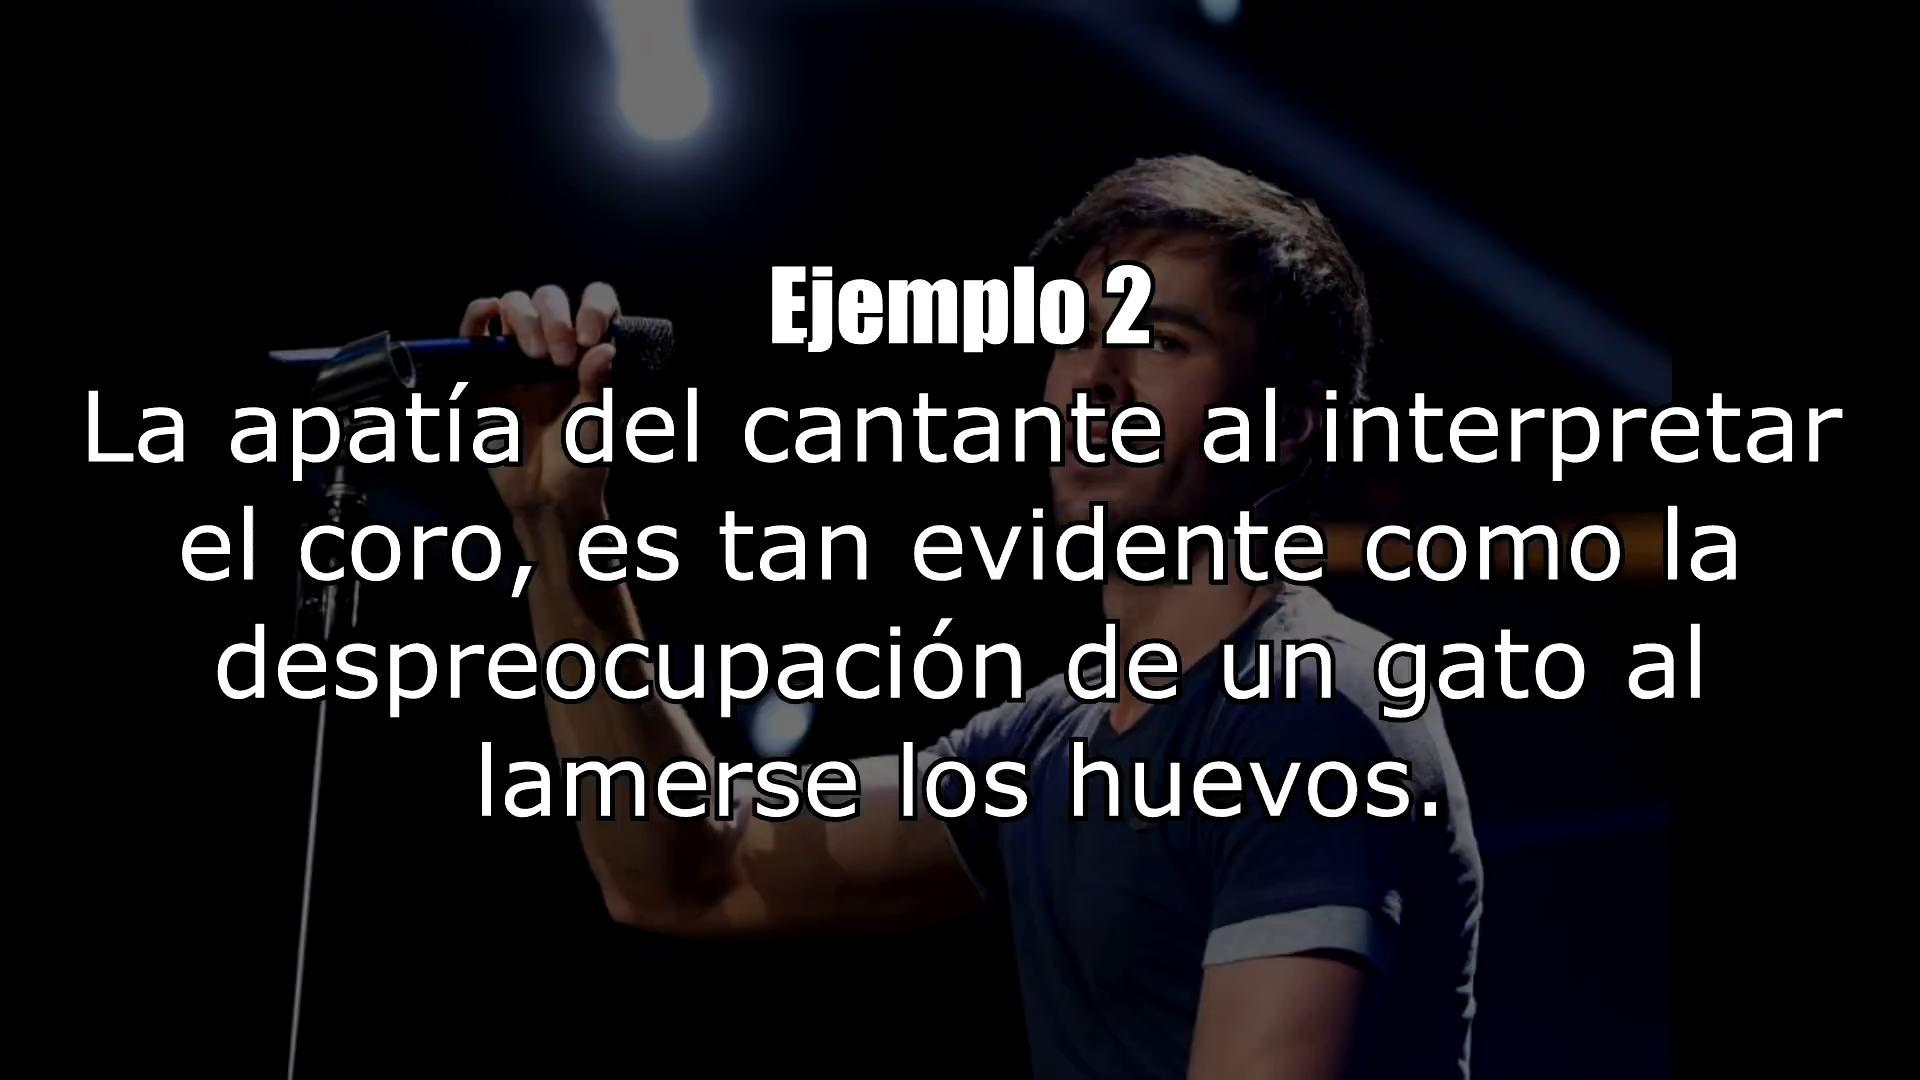 Ejemplo 2
La apatía del cantante al interpretar
el coro, es tan evidente como la
despreocupación de un gato al
lamerse los huevos.